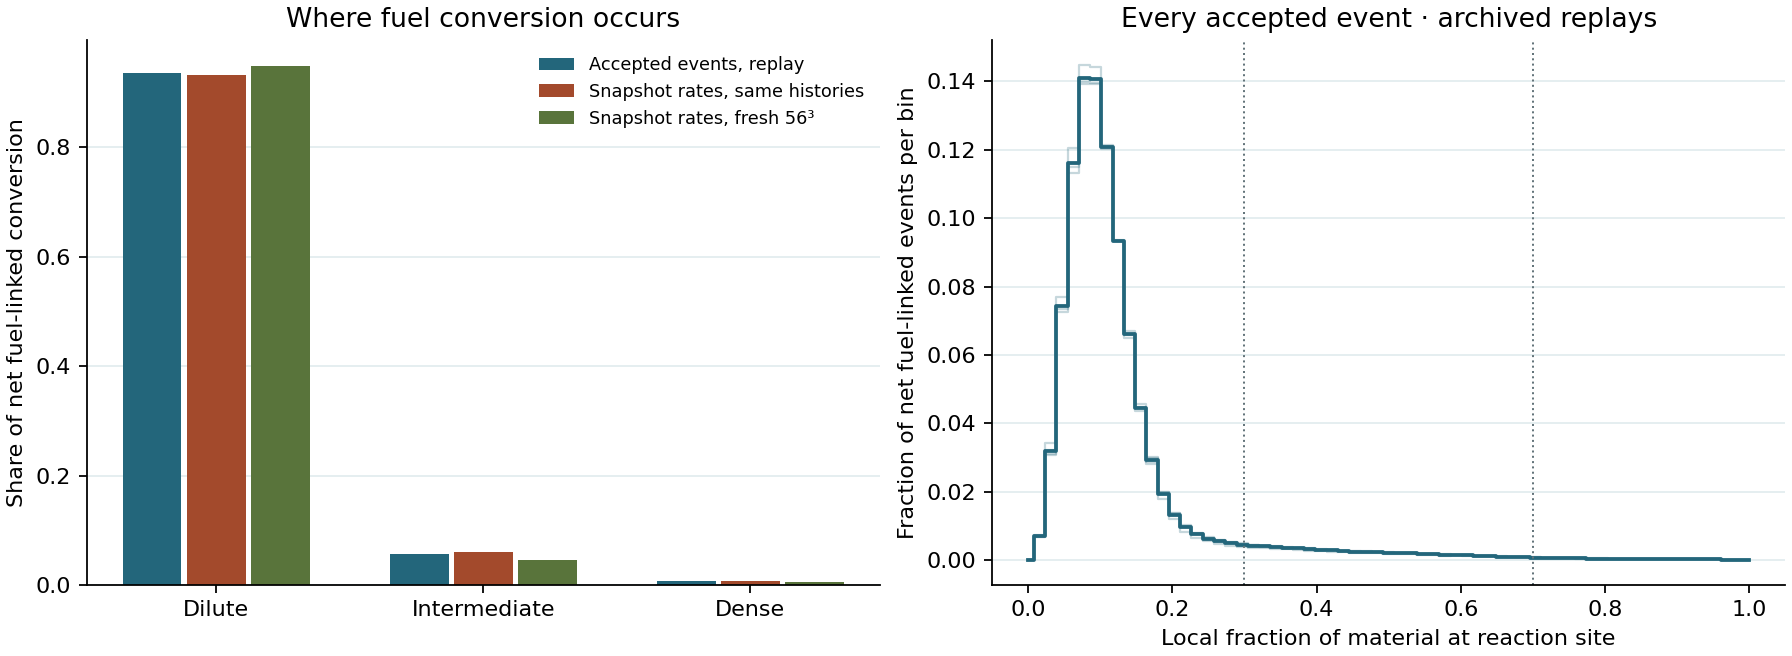 Where fuel conversion occurs
Share of net fuel-linked conversion
0.8
0.6
0.4
0.2
0.0
Accepted events, replay
Snapshot rates, same histories
Snapshot rates, fresh 56³
Dilute
Intermediate
Dense
Every accepted event · archived replays
Fraction of net fuel-linked events per bin
0.14
0.12
0.10
0.08
0.06
0.04
0.02
0.00
0.0
0.2
0.4
0.6
0.8
1.0
Local fraction of material at reaction site